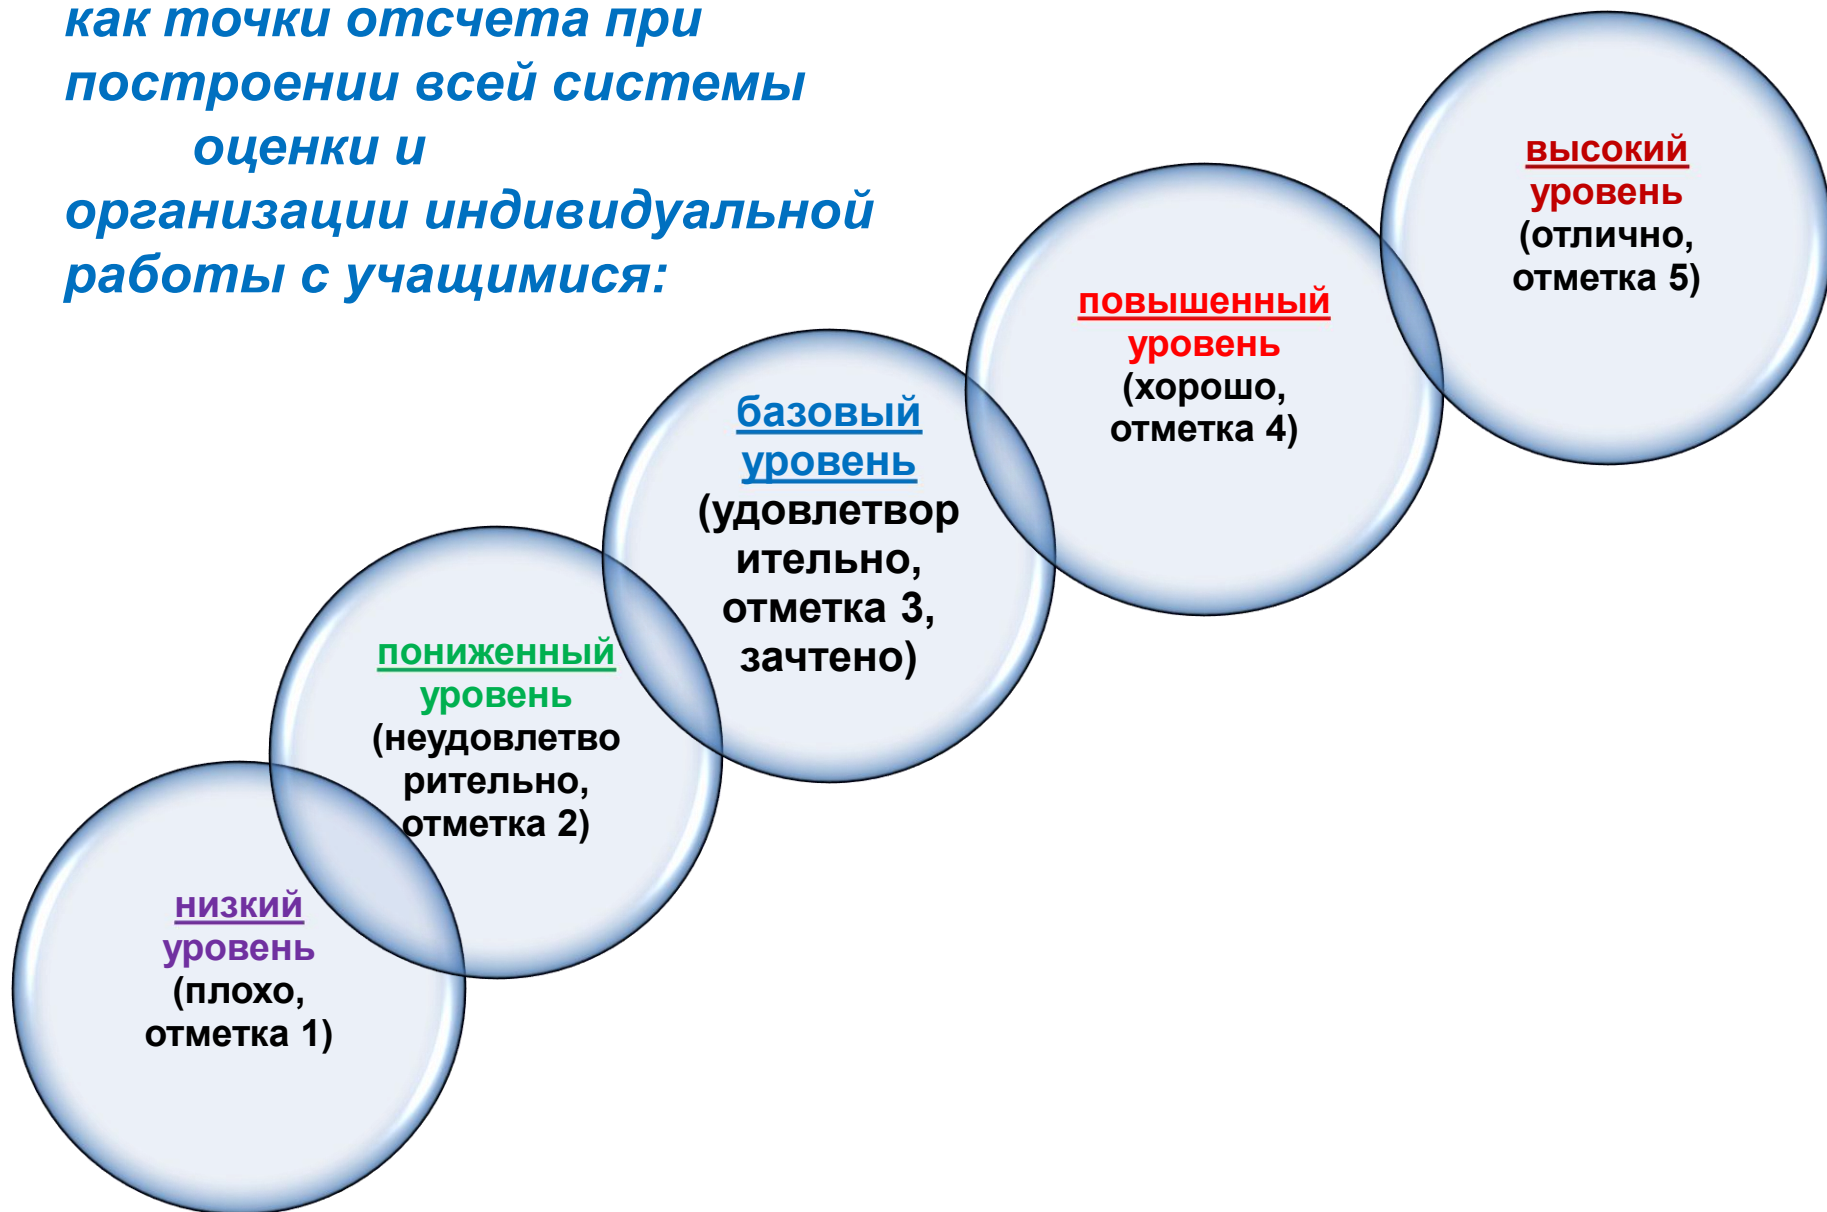 как точки отсчета при
построении всей системы
оценки и
организации индивидуальной
работы с учащимися:
высокий
уровень
(отлично,
отметка 5)
повышенный
уровень
(хорошо,
отметка 4)
базовый
уровень
(удовлетвор
ительно,
отметка 3,
зачтено)
пониженный
уровень
(неудовлетво
рительно,
отметка 2)
низкий
уровень
(плохо,
отметка 1)